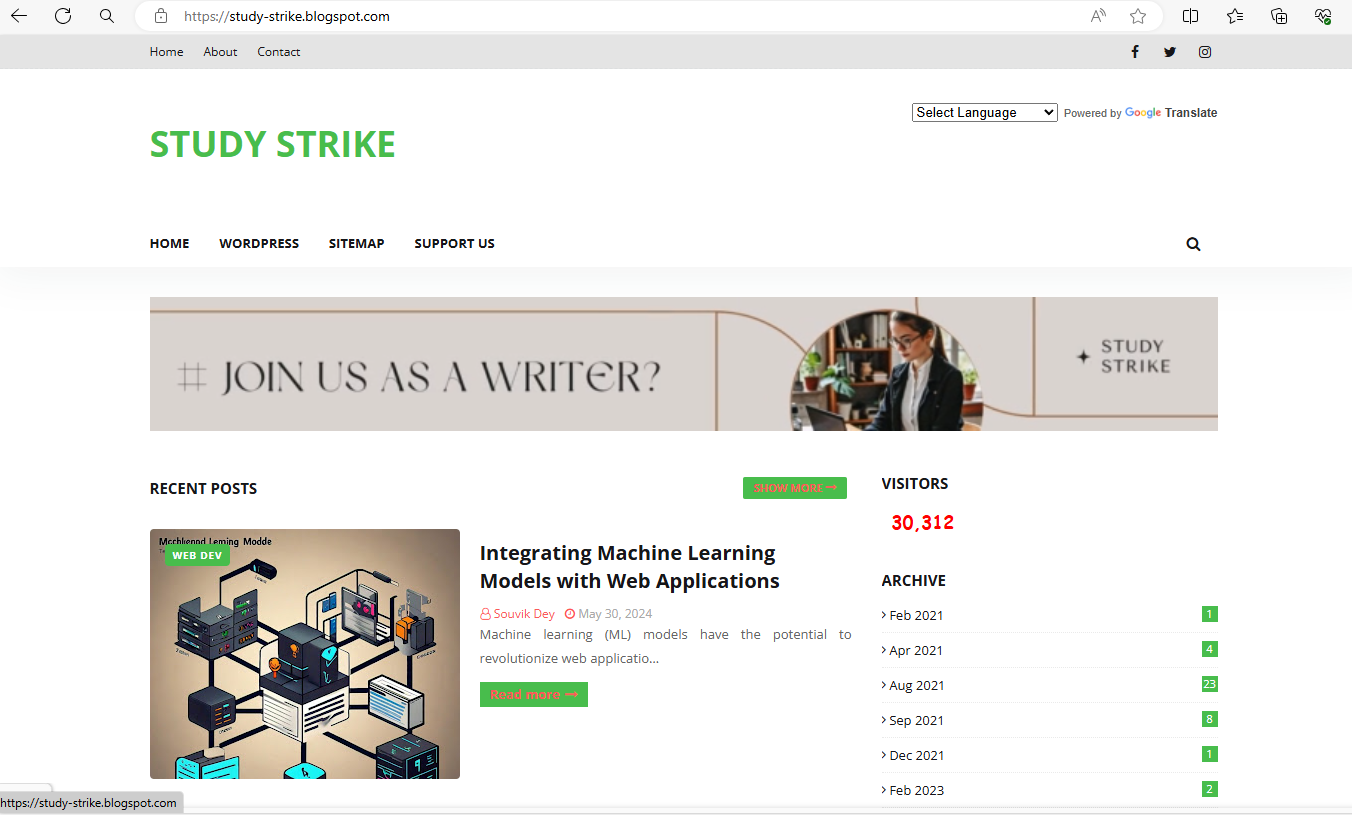 https://study-strike.blogspot.com
Home About Contact
Select Language Powered by Google Translate
STUDY STRIKE
HOME WORDPRESS SITEMAP SUPPORT US
# JOIN US AS A WRITER?
STUDY
STRIKE
RECENT POSTS
SHOW MORE
WEB DEV
Integrating Machine Learning
Models with Web Applications
Souvik Dey May 30, 2024
Machine learning (ML) models have the potential to
revolutionize web applicatio...
Read more
VISITORS
30,312
ARCHIVE
Feb 2021 1
Apr 2021 4
Aug 2021 23
Sep 2021 8
Dec 2021 1
Feb 2023 2
https://study-strike.blogspot.com